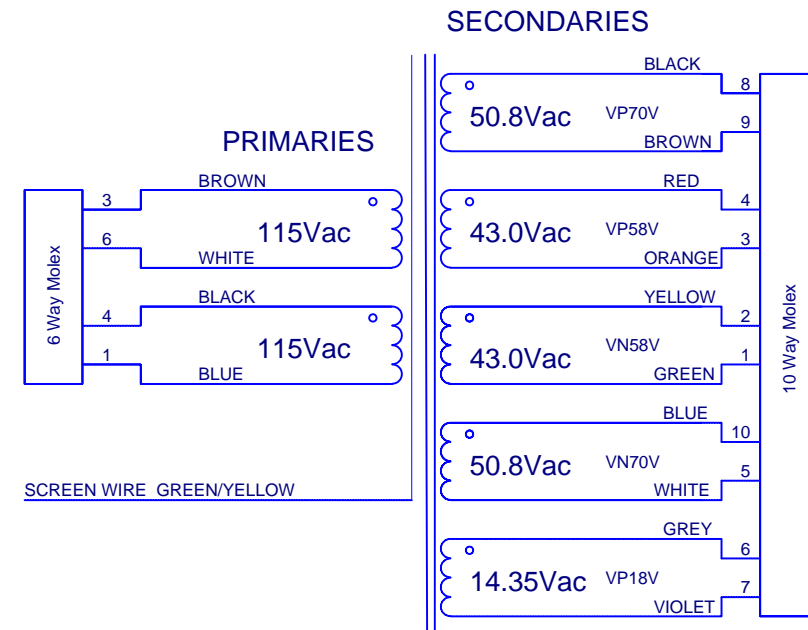 SECONDARIES
PRIMARIES
6 Way Molex
3
BROWN
115Vac
6
WHITE
4
BLACK
115Vac
1
BLUE
SCREEN WIRE GREEN/YELLOW
BLACK
8
50.8Vac VP70V
9
BROWN
RED
4
43.0Vac VP58V
3
ORANGE
YELLOW
2
43.0Vac VN58V
1
GREEN
BLUE
10
50.8Vac VN70V
5
WHITE
GREY
6
14.35Vac VP18V
7
VIOLET
10 Way Molex